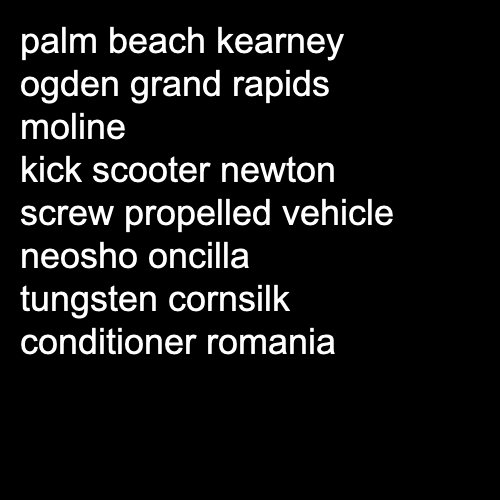 palm beach kearney
ogden grand rapids
moline
kick scooter newton
screw propelled vehicle
neosho oncilla
tungsten cornsilk
conditioner romania